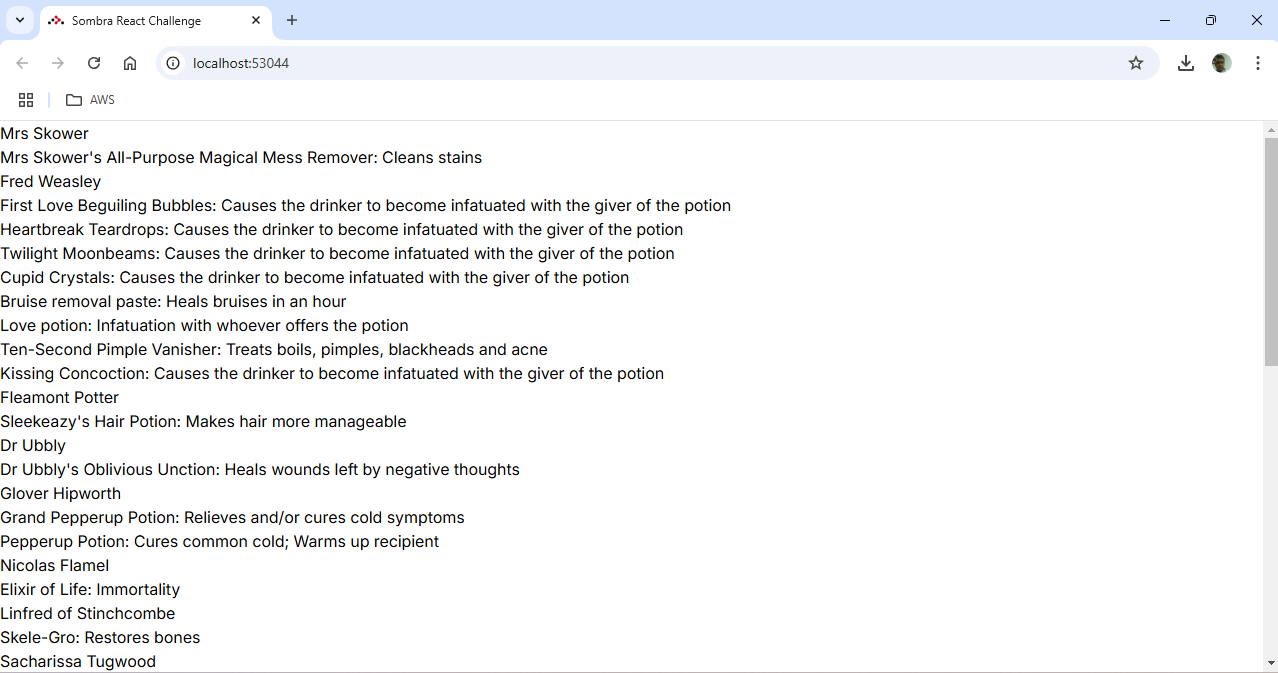 Sombra React Challenge
localhost:53044
AWS
Mrs Skower
Mrs Skower's All-Purpose Magical Mess Remover: Cleans stains
Fred Weasley
First Love Beguiling Bubbles: Causes the drinker to become infatuated with the giver of the potion
Heartbreak Teardrops: Causes the drinker to become infatuated with the giver of the potion
Twilight Moonbeams: Causes the drinker to become infatuated with the giver of the potion
Cupid Crystals: Causes the drinker to become infatuated with the giver of the potion
Bruise removal paste: Heals bruises in an hour
Love potion: Infatuation with whoever offers the potion
Ten-Second Pimple Vanisher: Treats boils, pimples, blackheads and acne
Kissing Concoction: Causes the drinker to become infatuated with the giver of the potion
Fleamont Potter
Sleekeazy's Hair Potion: Makes hair more manageable
Dr Ubbly
Dr Ubbly's Oblivious Unction: Heals wounds left by negative thoughts
Glover Hipworth
Grand Pepperup Potion: Relieves and/or cures cold symptoms
Pepperup Potion: Cures common cold; Warms up recipient
Nicolas Flamel
Elixir of Life: Immortality
Linfred of Stinchcombe
Skele-Gro: Restores bones
Sacharissa Tugwood